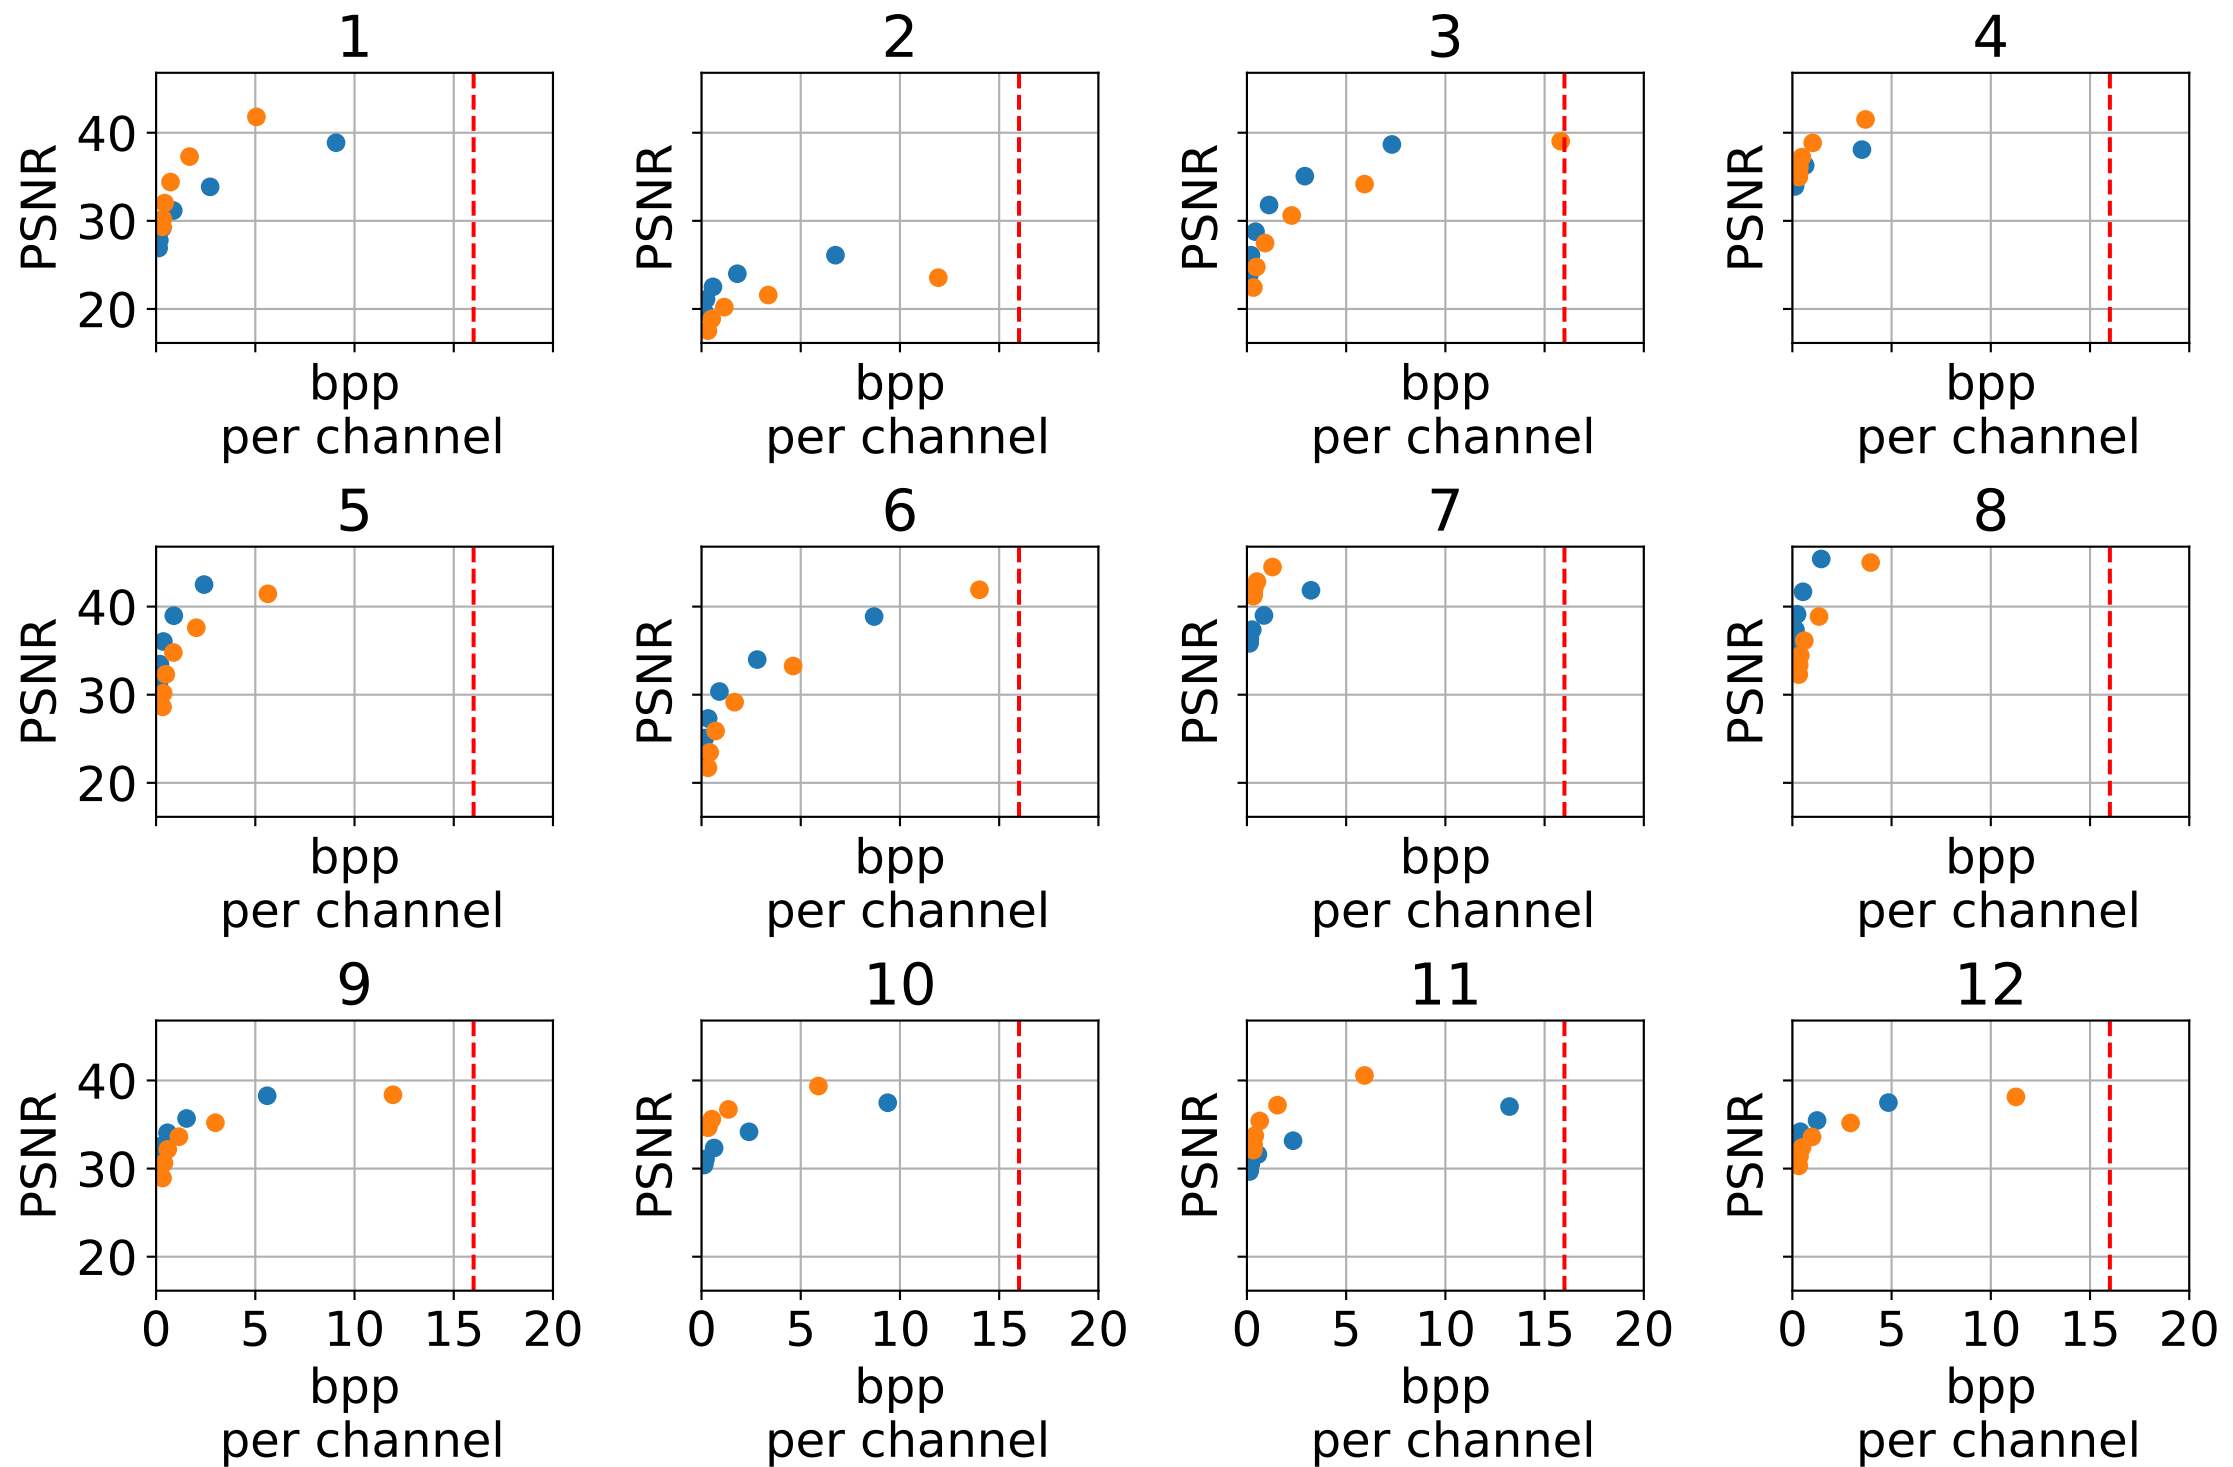 1 2 3 4
PSNR 40 30 20
PSNR
PSNR
PSNR
bpp bpp bpp bpp
per channel per channel per channel per channel
5 6 7 8
PSNR 40 30 20
PSNR
PSNR
PSNR
bpp bpp bpp bpp
per channel per channel per channel per channel
9 10 11 12
PSNR 40 30 20
PSNR
PSNR
PSNR
0 5 10 15 20 0 5 10 15 20 0 5 10 15 20 0 5 10 15 20
bpp bpp bpp bpp
per channel per channel per channel per channel